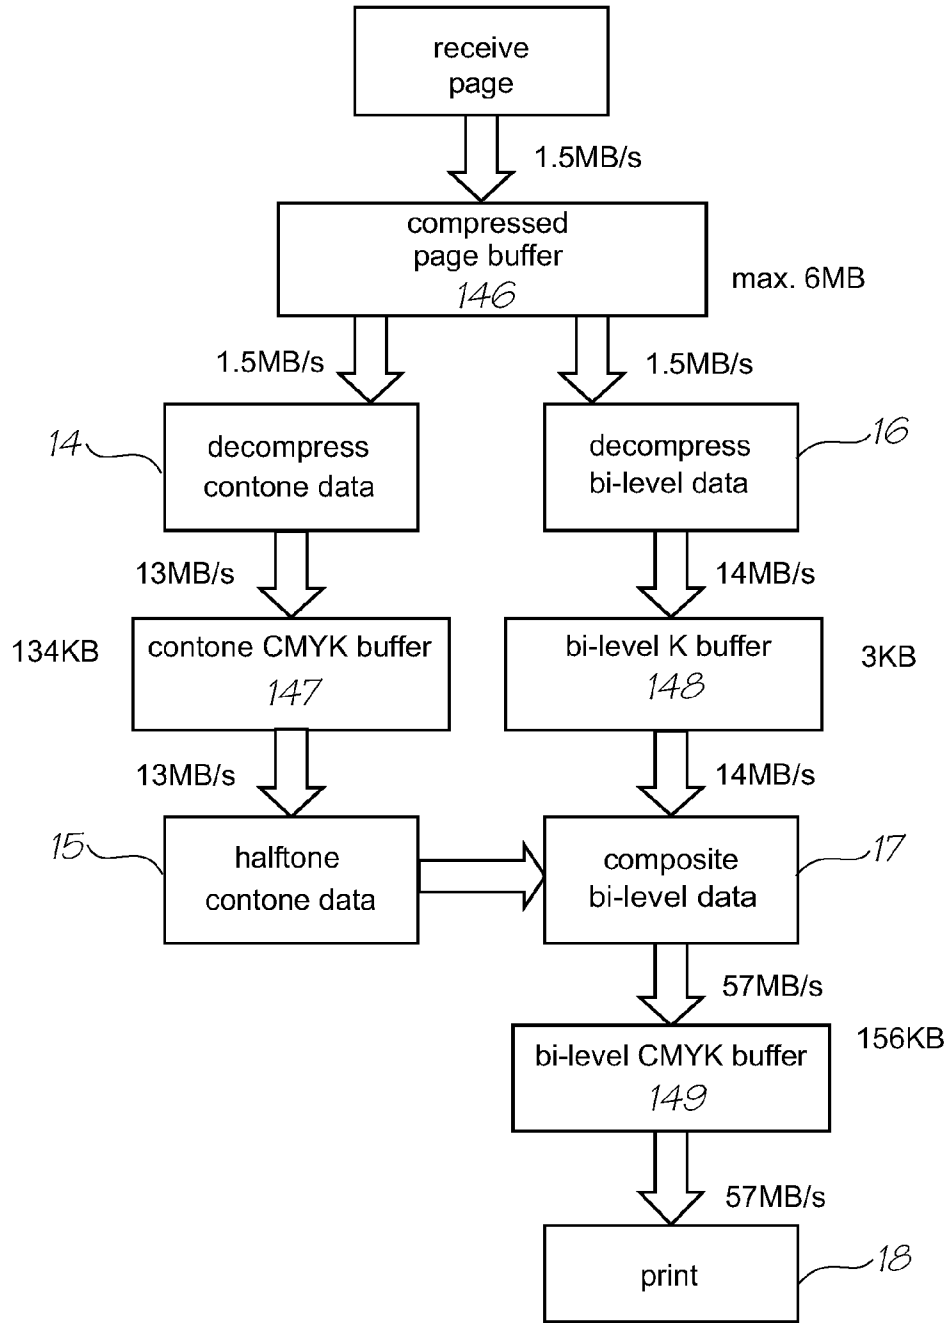 receive
page
1.5MB/s
compressed
page buffer
146
max. 6MB
1.5MB/s
1.5MB/s
14
decompress
contone data
decompress
bi-level data
16
13MB/s
14MB/s
134KB
contone CMYK buffer
147
bi-level K buffer
148
3KB
13MB/s
14MB/s
15
halftone
contone data
composite
bi-level data
17
57MB/s
bi-level CMYK buffer
149
156KB
57MB/s
print
18